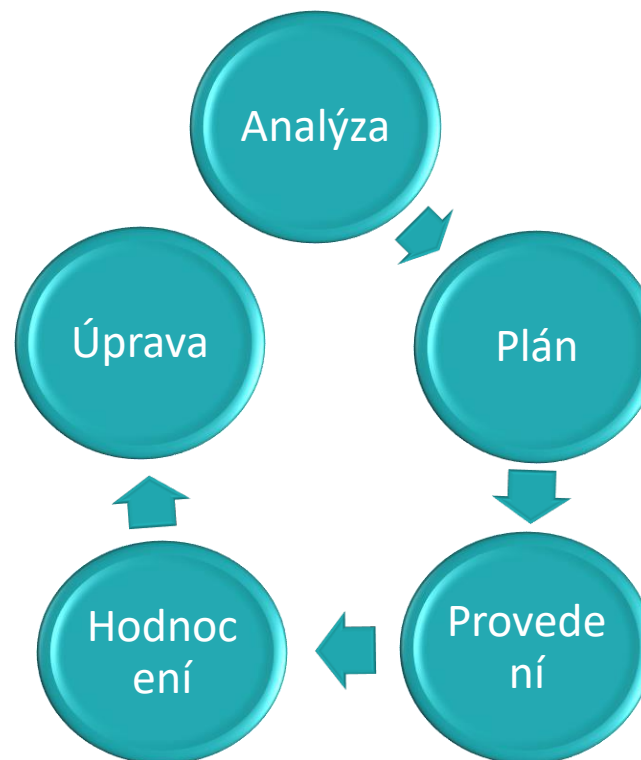 Analýza
Plán
Provede
ní
Hodnoc
ení
Úprava